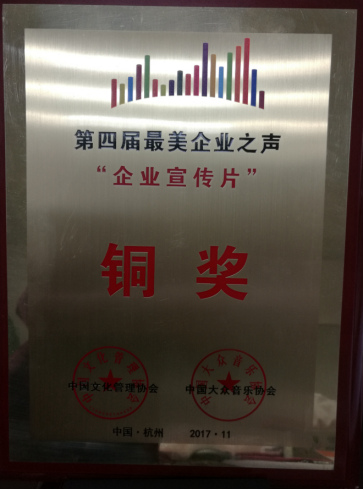 第四届最美企业之声
“企业宣传片”
铜奖
中国文化管理协会 中国大众音乐协会
中国·杭州 2017·11